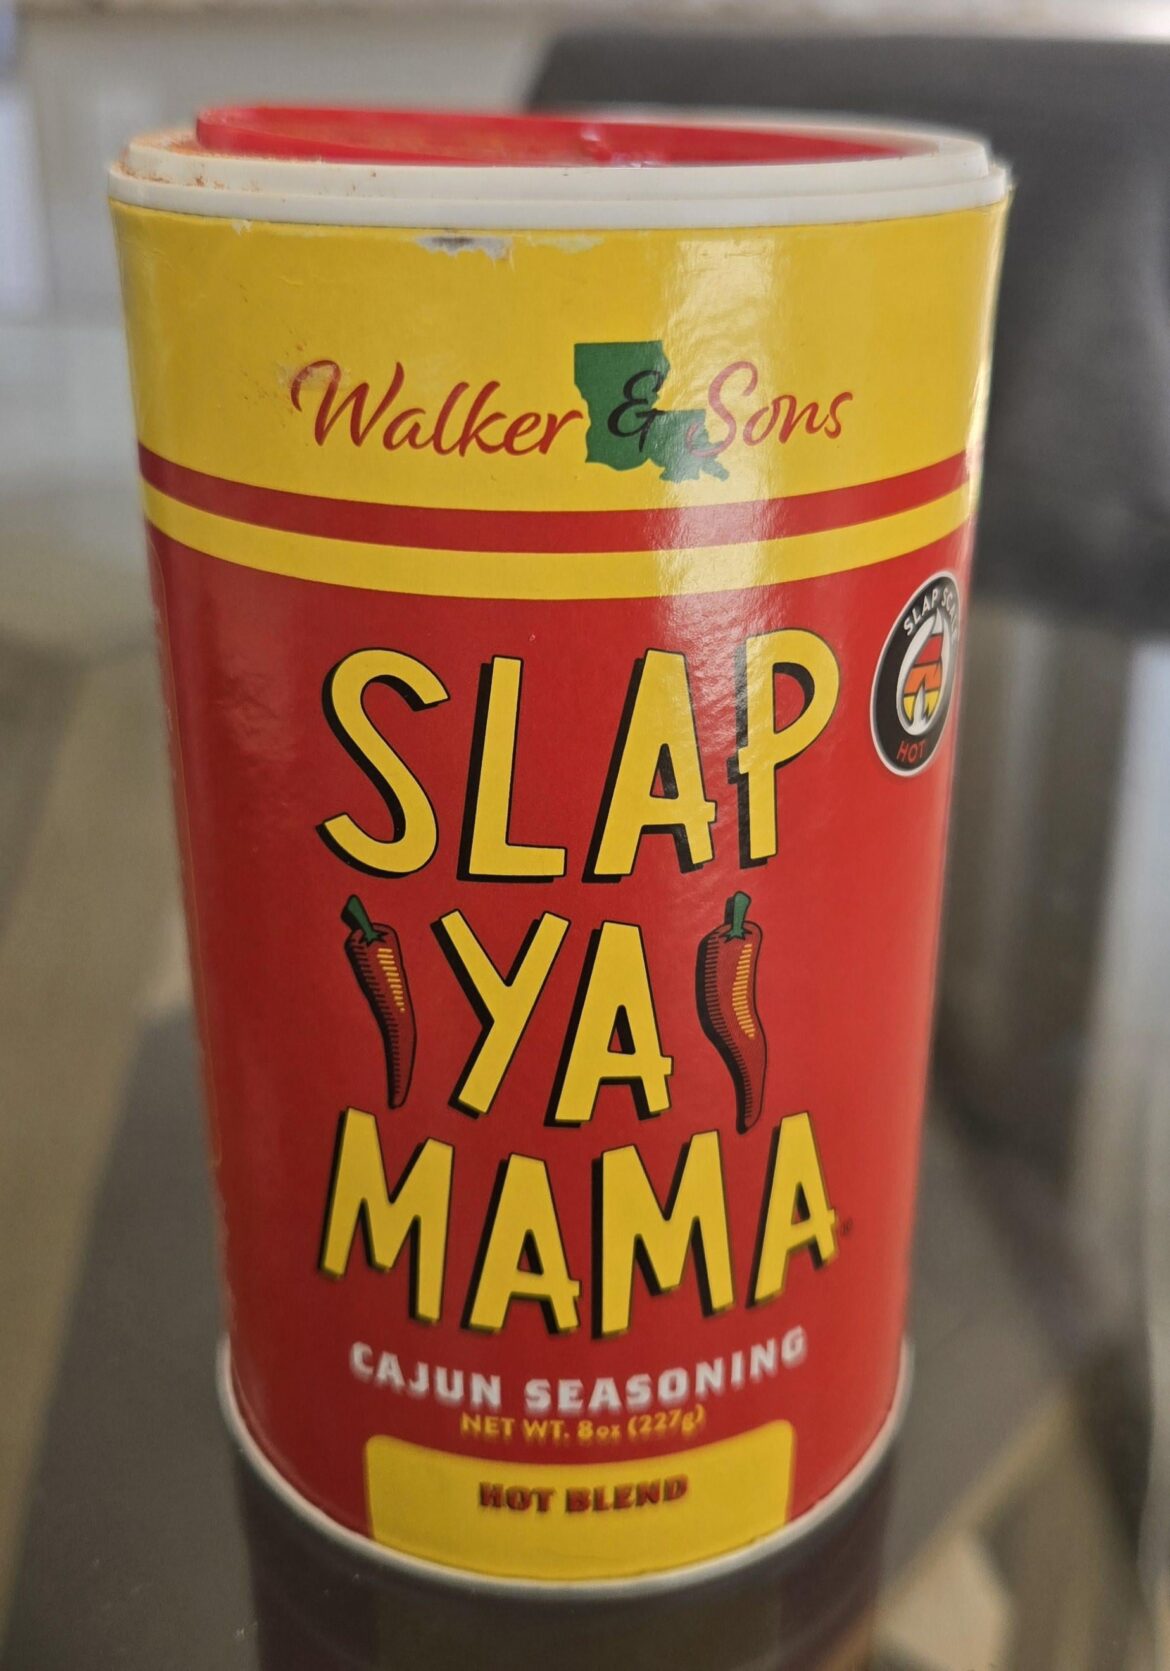 Walker & Sons
SLAP
YA
MAMA
CAJUN SEASONING
NET WT. 8oz (227g)
HOT BLEND
SLAP
HOT